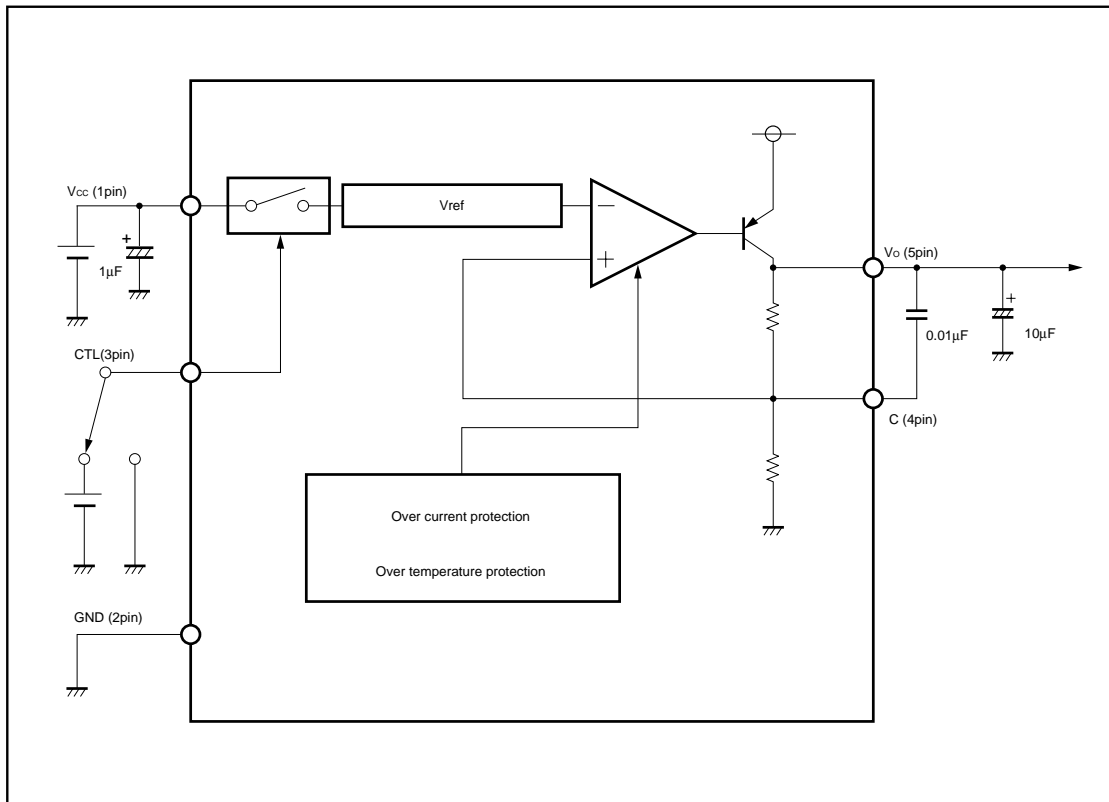 Vcc (1pin)
+
1µF
Vref
−
+
Vo (5pin)
0.01µF
+
10µF
CTL(3pin)
C (4pin)
Over current protection
Over temperature protection
GND (2pin)